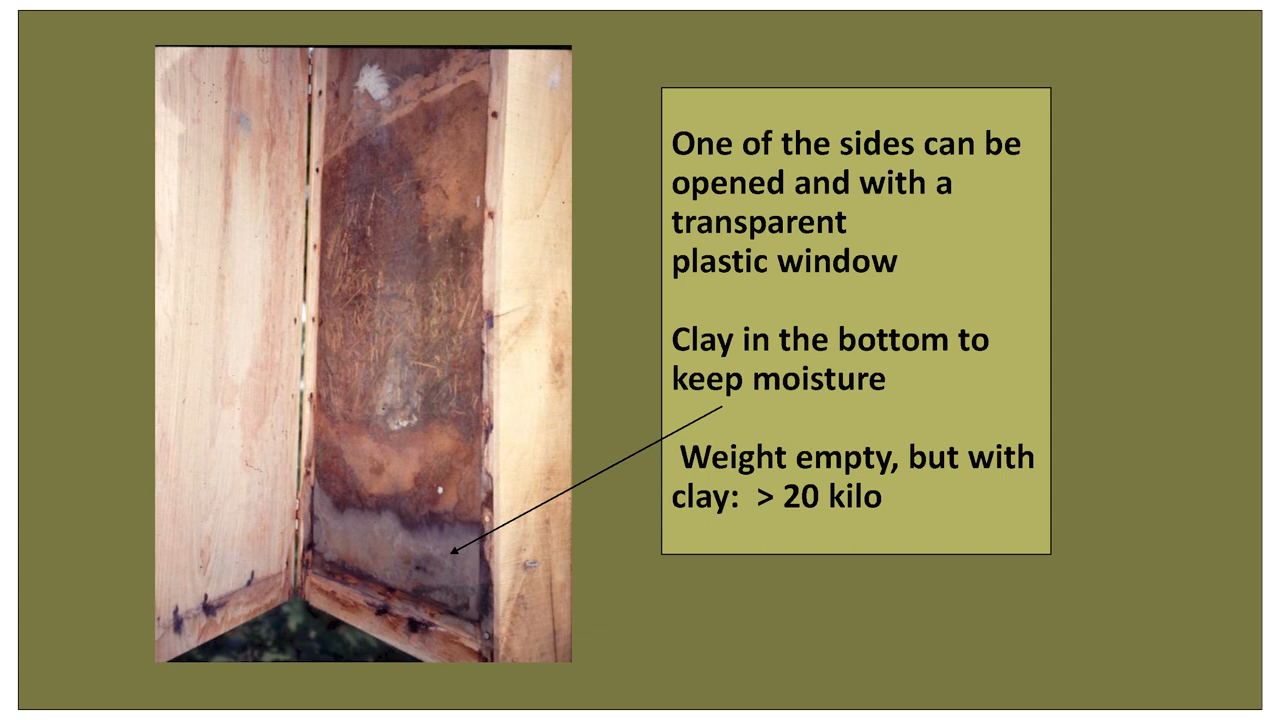 One of the sides can be
opened and with a
transparent
plastic window
Clay in the bottom to
keep moisture
Weight empty, but with
clay:  > 20 kilo